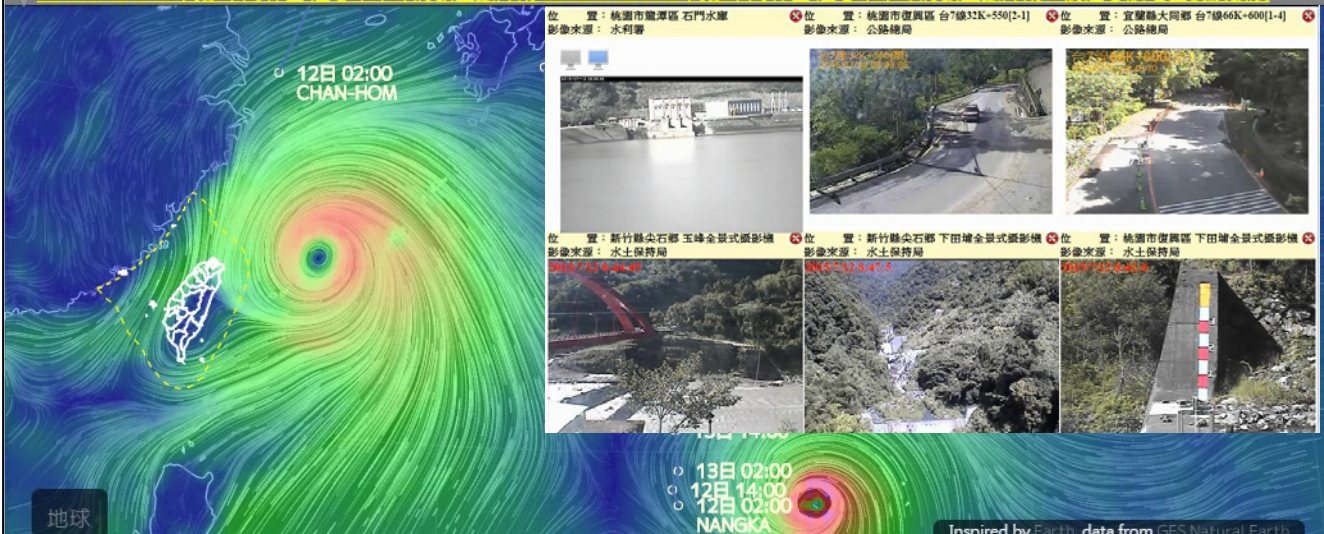 12日 02:00
CHAN-HOM
位 置：桃園市龍潭區 石門水庫
影像來源： 水利署
位 置：桃園市復興區 台7線32K+550[2-1]
影像來源： 公路總局
位 置：宜蘭縣大同鄉 台7線66K+600[1-4]
影像來源： 公路總局
位 置：新竹縣尖石鄉 玉峰全景式攝影機
影像來源： 水土保持局
位 置：新竹縣尖石鄉 下田埔全景式攝影機
影像來源： 水土保持局
位 置：桃園市復興區 下田埔全景式攝影機
影像來源： 水土保持局
13日 02:00
12日 14:00
12日 02:00
NANGKA
地球
Inspired by Earth, data from GFS Natural Earth